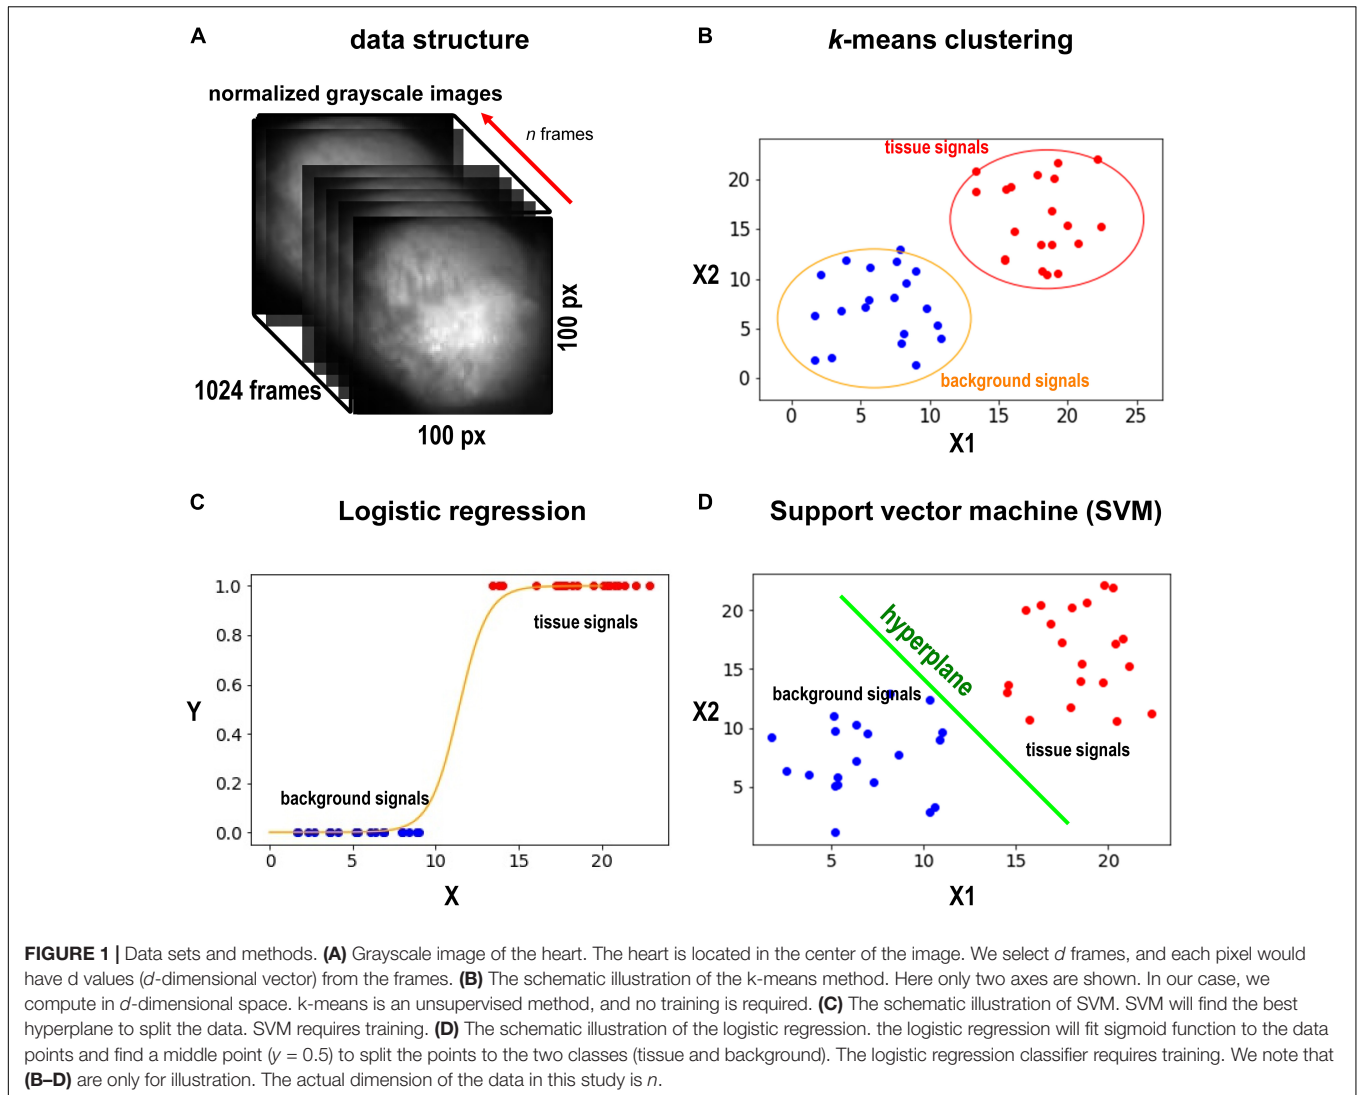 A
data structure
normalized grayscale images
n frames
1024 frames
100 px
100 px
B
k-means clustering
tissue signals
20
15
10
5
0
X2
background signals
0 5 10 15 20 25
X1
C
Logistic regression
1.0
0.8
0.6
0.4
0.2
0.0
Y
tissue signals
background signals
0 5 10 15 20
X
D
Support vector machine (SVM)
20
15
10
5
X2
hyperplane
background signals
tissue signals
5 10 15 20
X1
FIGURE 1 | Data sets and methods. (A) Grayscale image of the heart. The heart is located in the center of the image. We select d frames, and each pixel would
have d values (d-dimensional vector) from the frames. (B) The schematic illustration of the k-means method. Here only two axes are shown. In our case, we
compute in d-dimensional space. k-means is an unsupervised method, and no training is required. (C) The schematic illustration of SVM. SVM will find the best
hyperplane to split the data. SVM requires training. (D) The schematic illustration of the logistic regression. the logistic regression will fit sigmoid function to the data
points and find a middle point (y = 0.5) to split the points to the two classes (tissue and background). The logistic regression classifier requires training. We note that
(B–D) are only for illustration. The actual dimension of the data in this study is n.